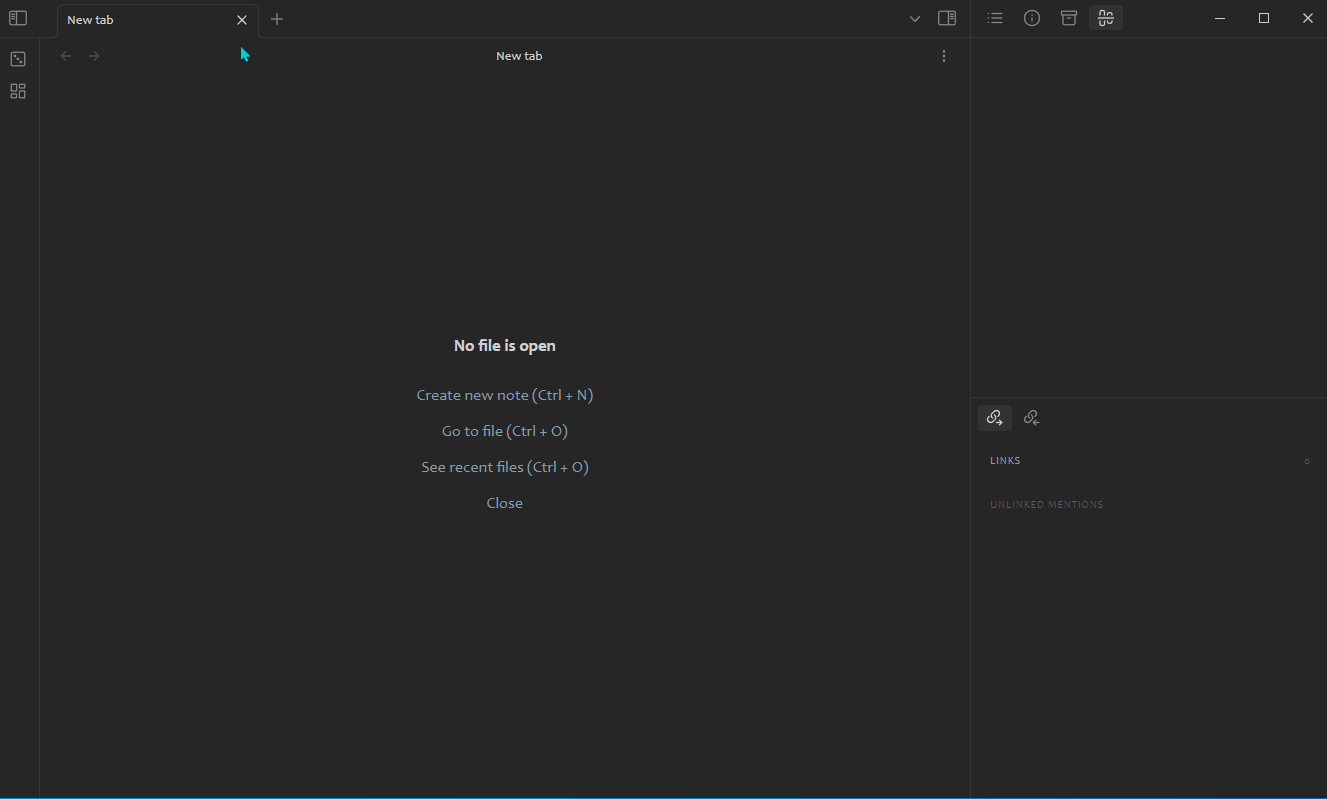 New tab
New tab
No file is open
Create new note (Ctrl + N)
Go to file (Ctrl + O)
See recent files (Ctrl + O)
Close
LINKS 0
UNLINKED MENTIONS